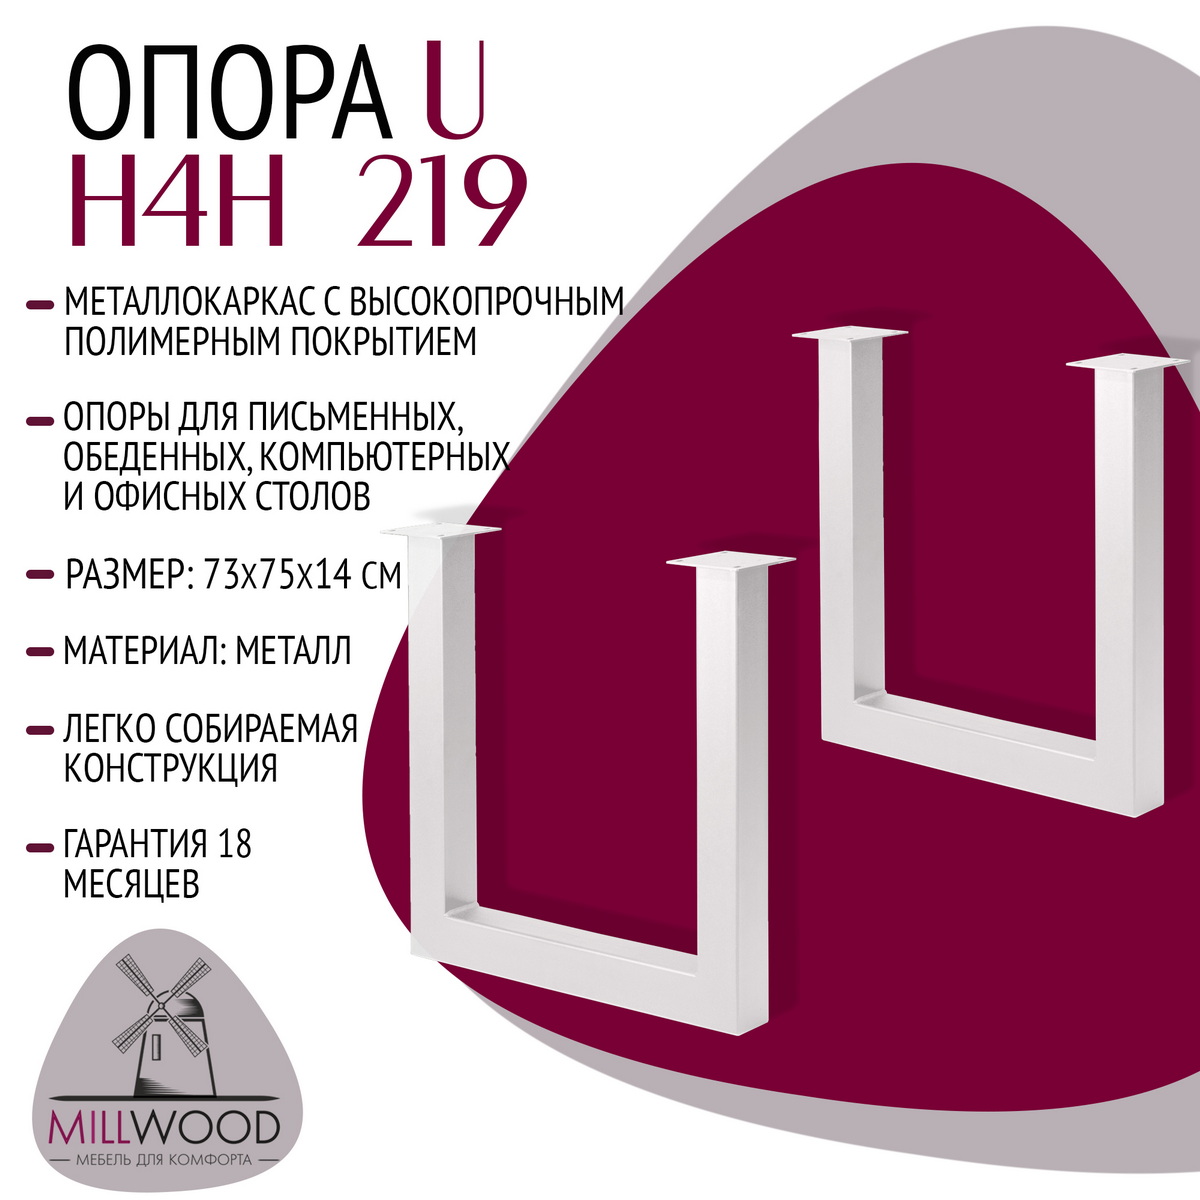 ОПОРА U
H4H 219
МЕТАЛЛОКАРКАС С ВЫСОКОПРОЧНЫМ
ПОЛИМЕРНЫМ ПОКРЫТИЕМ
ОПОРЫ ДЛЯ ПИСЬМЕННЫХ,
ОБЕДЕННЫХ, КОМПЬЮТЕРНЫХ
И ОФИСНЫХ СТОЛОВ
РАЗМЕР: 73х75х14 СМ
МАТЕРИАЛ: МЕТАЛЛ
ЛЕГКО СОБИРАЕМАЯ
КОНСТРУКЦИЯ
ГАРАНТИЯ 18
МЕСЯЦЕВ
MILLWOOD
МЕБЕЛЬ ДЛЯ КОМФОРТА